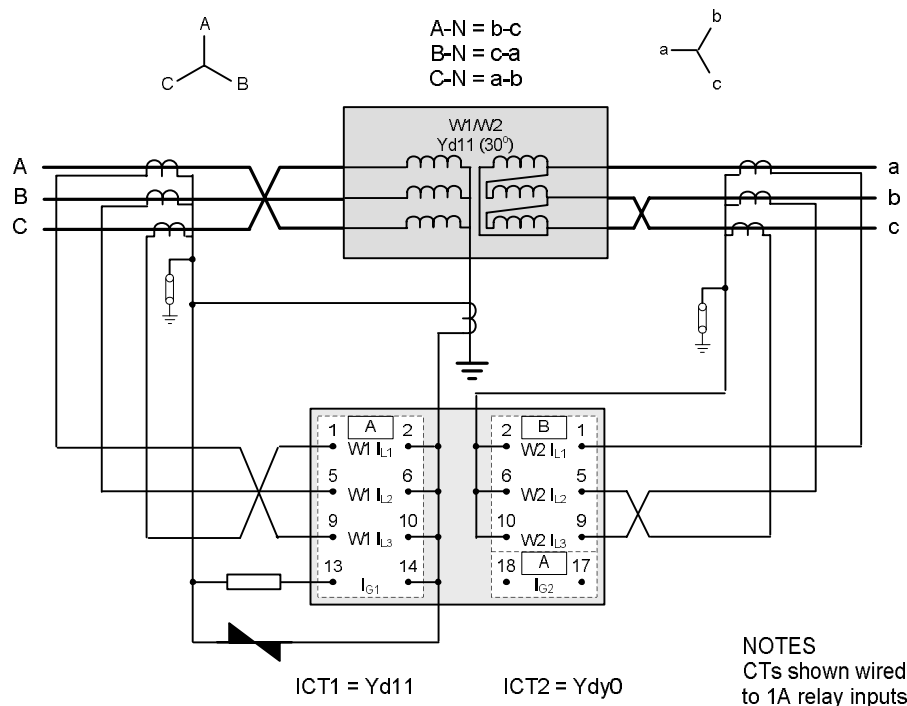 A
C B
A-N = b-c
B-N = c-a
C-N = a-b
b
a
c
W1/W2
Yd11 (30⁰)
A a
B b
C c
1 A 2
W1 IL1
5 6
W1 IL2
9 10
W1 IL3
13 14
IG1
2 B 1
W2 IL1
6 5
W2 IL2
10 9
W2 IL3
18 A 17
IG2
ICT1 = Yd11 ICT2 = Ydy0
NOTES
CTs shown wired
to 1A relay inputs